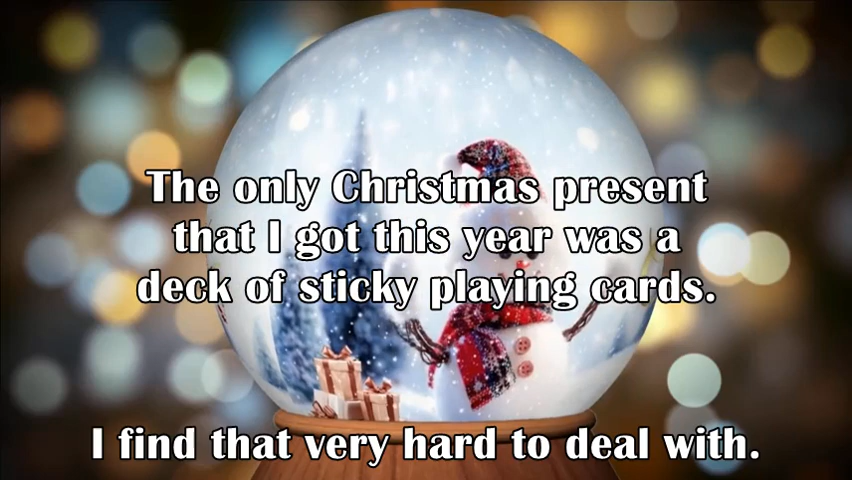 The only Christmas present
that I got this year was a
deck of sticky playing cards.
I find that very hard to deal with.